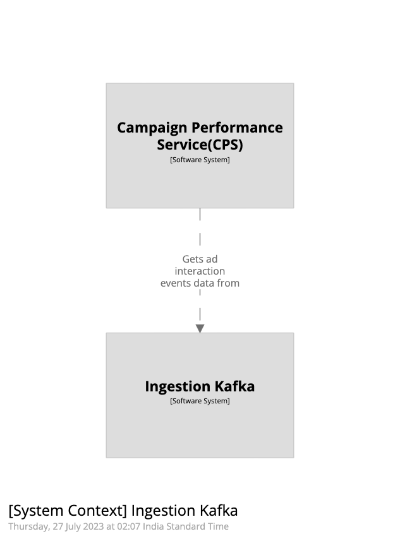 Campaign Performance
Service(CPS)
[Software System]
Gets ad
interaction
events data from
Ingestion Kafka
[Software System]
[System Context] Ingestion Kafka
Thursday, 27 July 2023 at 02:07 India Standard Time